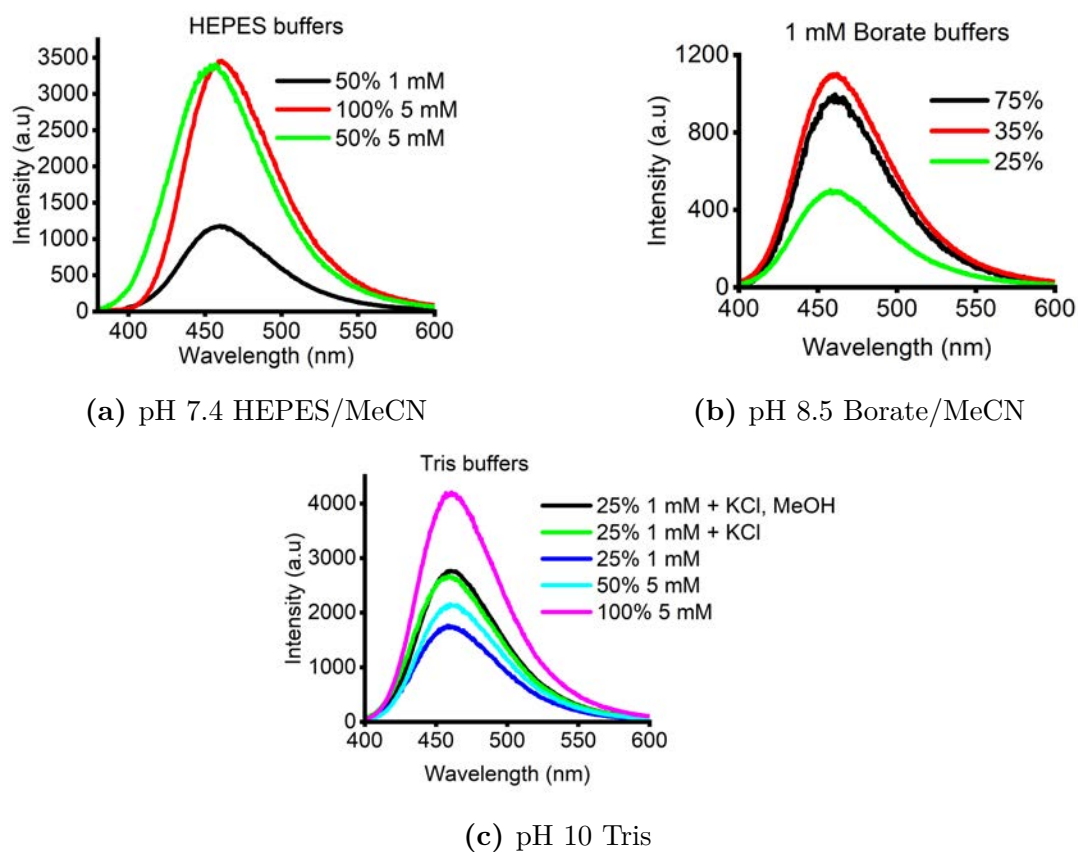 HEPES buffers
3500
3000
2500
2000
1500
1000
500
0
Intensity (a.u)
50% 1 mM
100% 5 mM
50% 5 mM
400 450 500 550 600
Wavelength (nm)
(a) pH 7.4 HEPES/MeCN
1 mM Borate buffers
1200
800
400
0
Intensity (a.u)
75%
35%
25%
400 450 500 550 600
Wavelength (nm)
(b) pH 8.5 Borate/MeCN
Tris buffers
4000
3000
2000
1000
0
Intensity (a.u)
25% 1 mM + KCl, MeOH
25% 1 mM + KCl
25% 1 mM
50% 5 mM
100% 5 mM
400 450 500 550 600
Wavelength (nm)
(c) pH 10 Tris